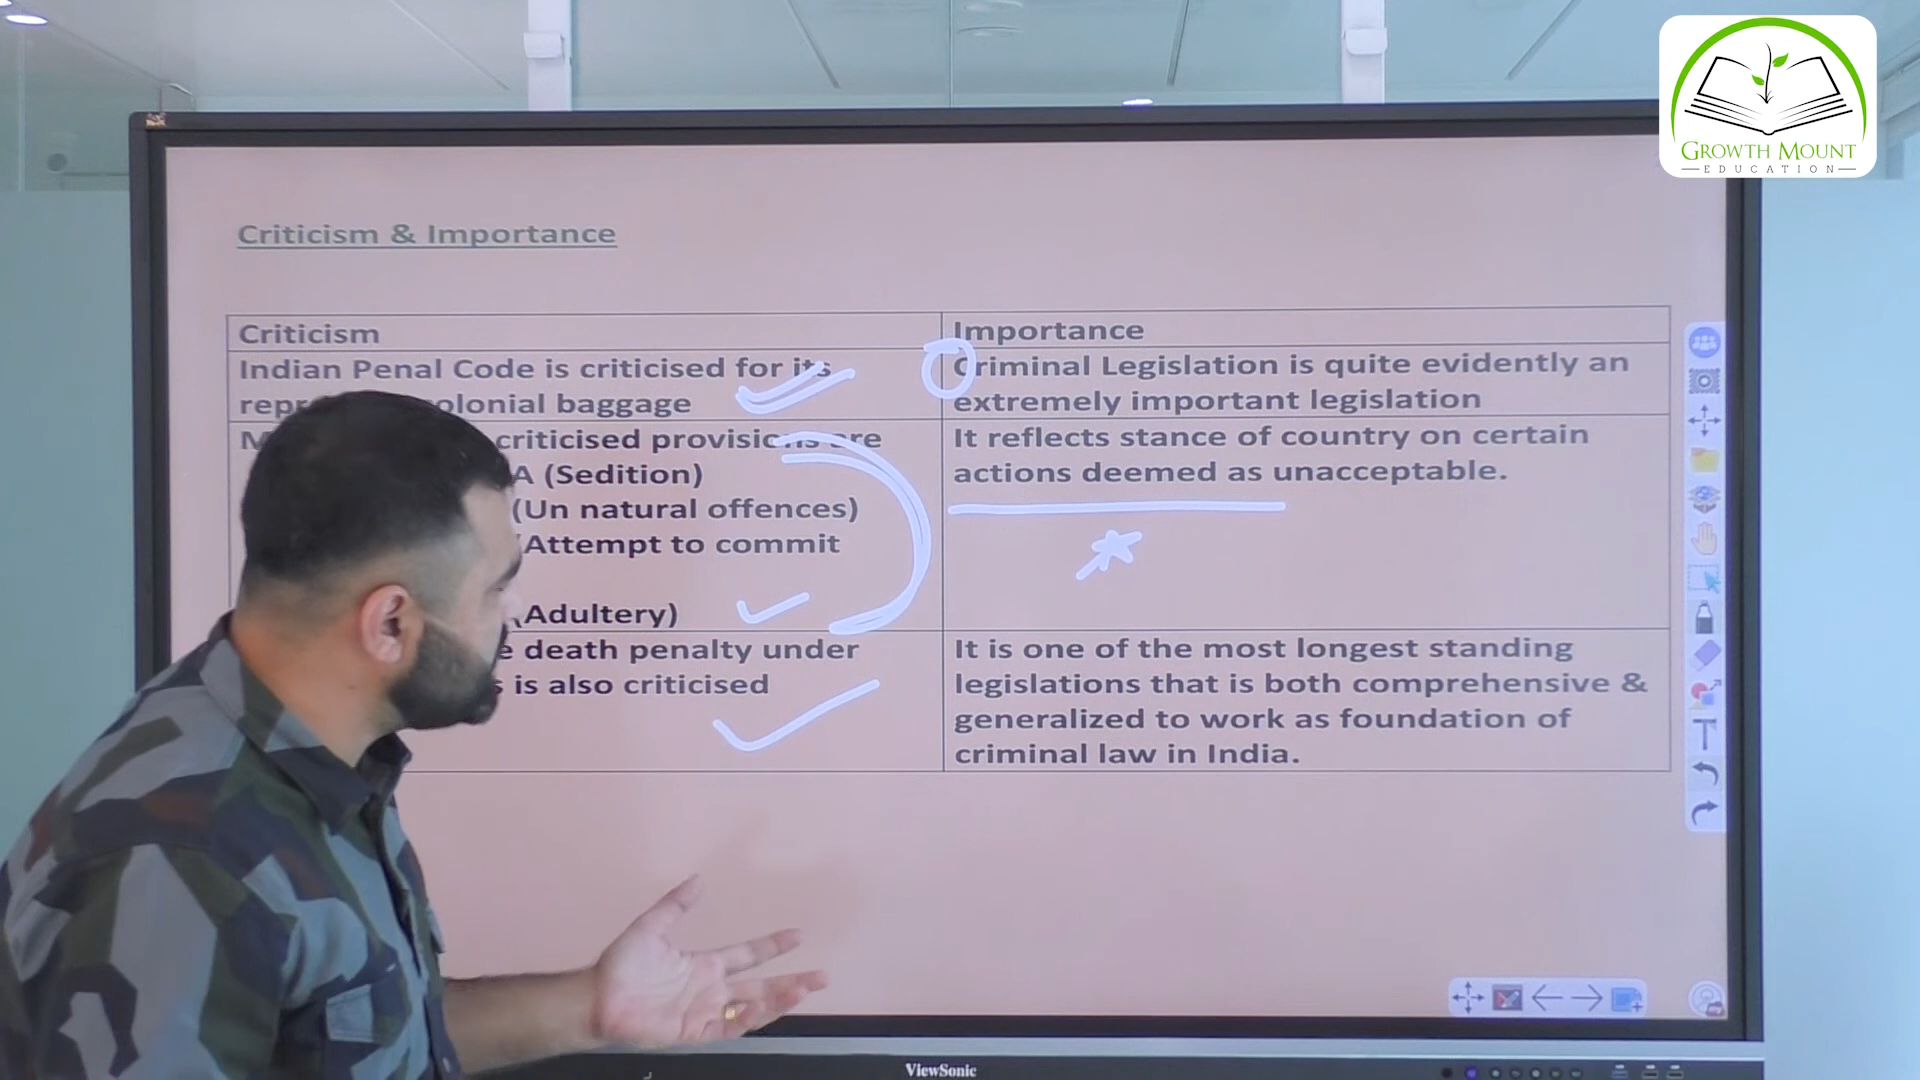 GROWTH MOUNT
EDUCATION
Criticism & Importance
Criticism
Importance
Indian Penal Code is criticised for its
baggage
criticised provisions are
A (Sedition)
(Un natural offences)
(Attempt to commit
(Adultery)
death penalty under
is also criticised
Criminal Legislation is quite evidently an
extremely important legislation
It reflects stance of country on certain
actions deemed as unacceptable.
It is one of the most longest standing
legislations that is both comprehensive &
generalized to work as foundation of
criminal law in India.
ViewSonic